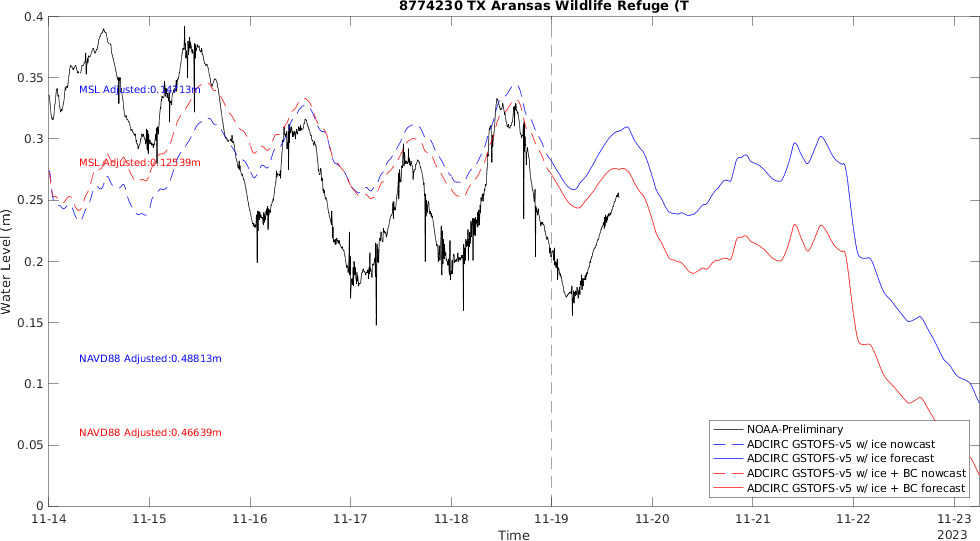 8774230 TX Aransas Wildlife Refuge (T
Water Level (m)
0.4
0.35
0.3
0.25
0.2
0.15
0.1
0.05
0
MSL Adjusted:0.14713m
MSL Adjusted:0.12539m
NAVD88 Adjusted:0.48813m
NAVD88 Adjusted:0.46639m
NOAA-Preliminary
ADCIRC GSTOFS-v5 w/ ice nowcast
ADCIRC GSTOFS-v5 w/ ice forecast
ADCIRC GSTOFS-v5 w/ ice + BC nowcast
ADCIRC GSTOFS-v5 w/ ice + BC forecast
11-14 11-15 11-16 11-17 11-18 11-19 11-20 11-21 11-22 11-23
Time 2023